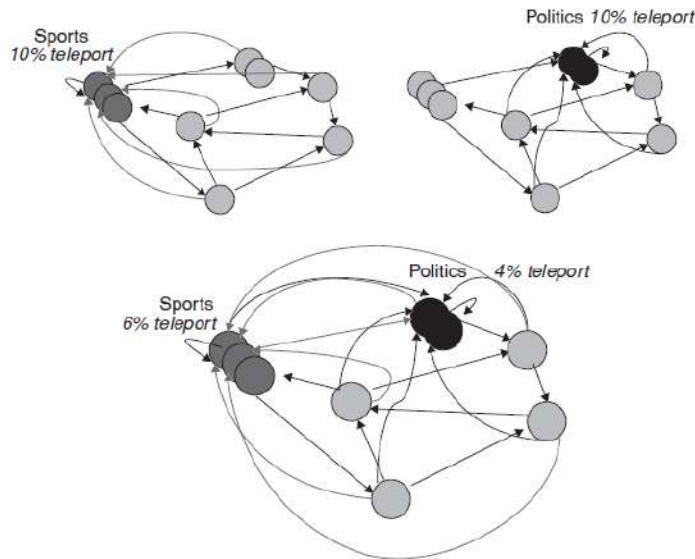 Sports
10% teleport
Politics 10% teleport
Politics 4% teleport
Sports
6% teleport